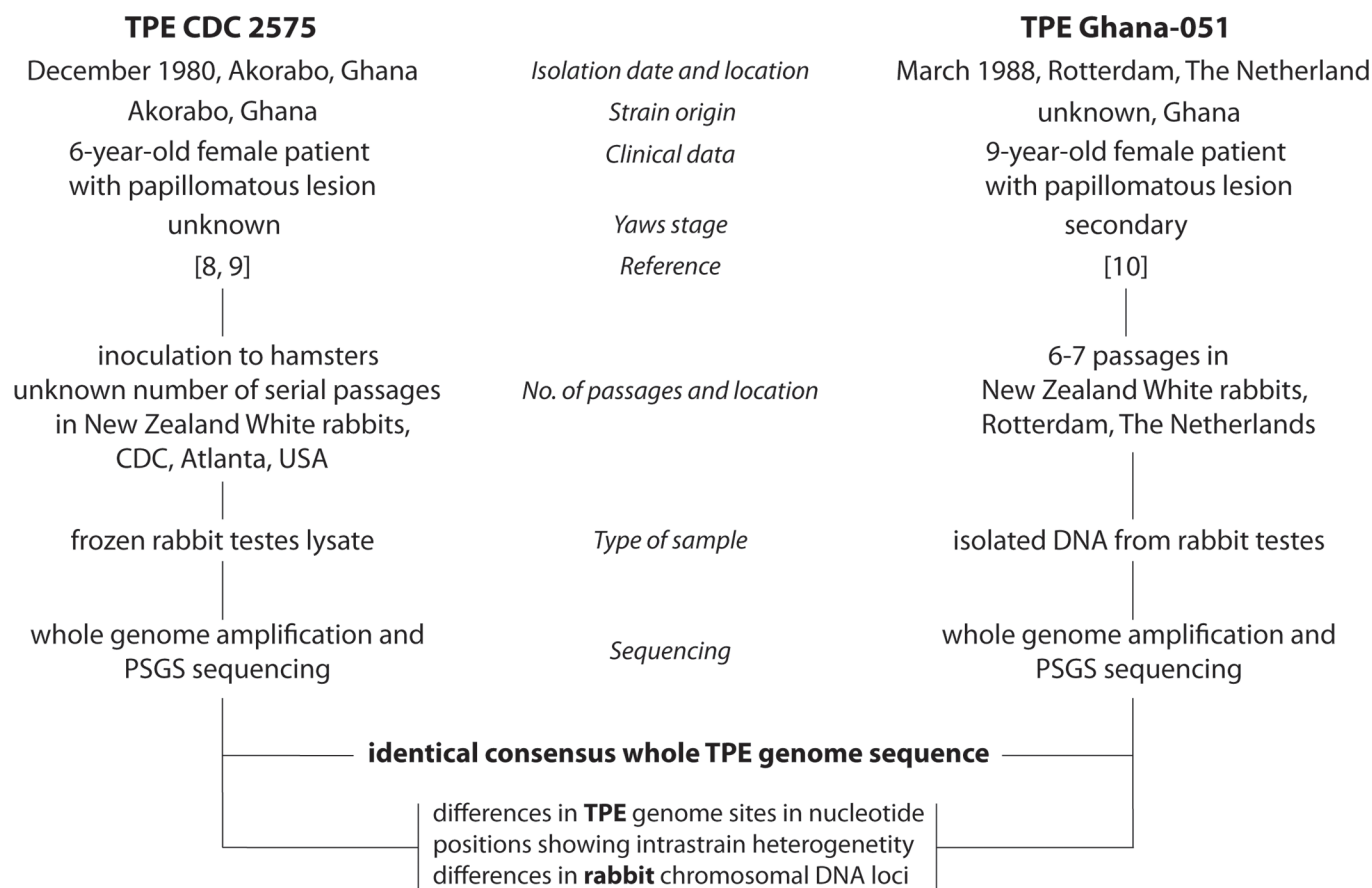 TPE CDC 2575
TPE Ghana-051
December 1980, Akorabo, Ghana
Isolation date and location
March 1988, Rotterdam, The Netherland
Akorabo, Ghana
Strain origin
unknown, Ghana
6-year-old female patient
with papillomatous lesion
Clinical data
9-year-old female patient
with papillomatous lesion
unknown
Yaws stage
secondary
[8, 9]
Reference
[10]
inoculation to hamsters
unknown number of serial passages
in New Zealand White rabbits,
CDC, Atlanta, USA
No. of passages and location
6-7 passages in
New Zealand White rabbits,
Rotterdam, The Netherlands
frozen rabbit testes lysate
Type of sample
isolated DNA from rabbit testes
whole genome amplification and
PSGS sequencing
Sequencing
whole genome amplification and
PSGS sequencing
identical consensus whole TPE genome sequence
differences in TPE genome sites in nucleotide
positions showing intrastrain heterogenetity
differences in rabbit chromosomal DNA loci